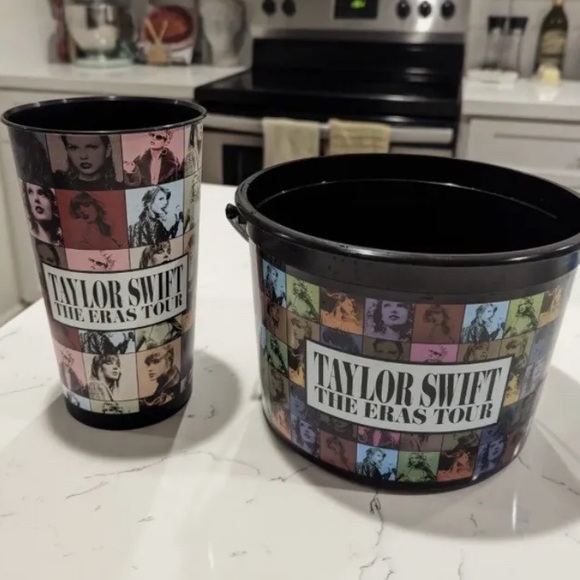 TAYLOR SWIFT
THE ERAS TOUR
TAYLOR SWIFT
THE ERAS TOUR